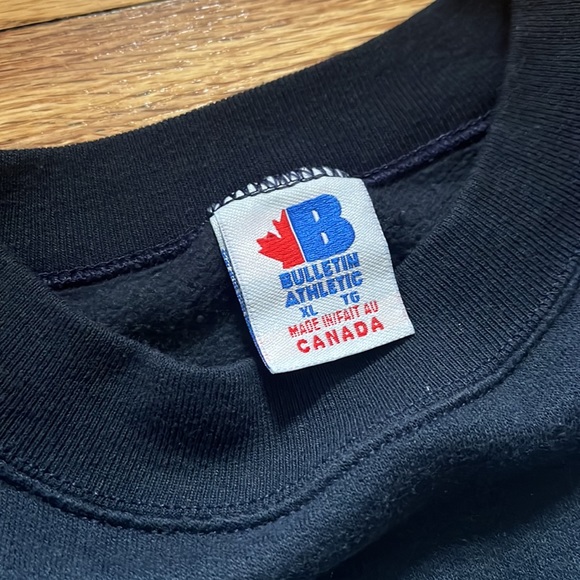 B
BULLETIN
ATHLETIC
XL TG
MADE IN/FAIT AU
CANADA